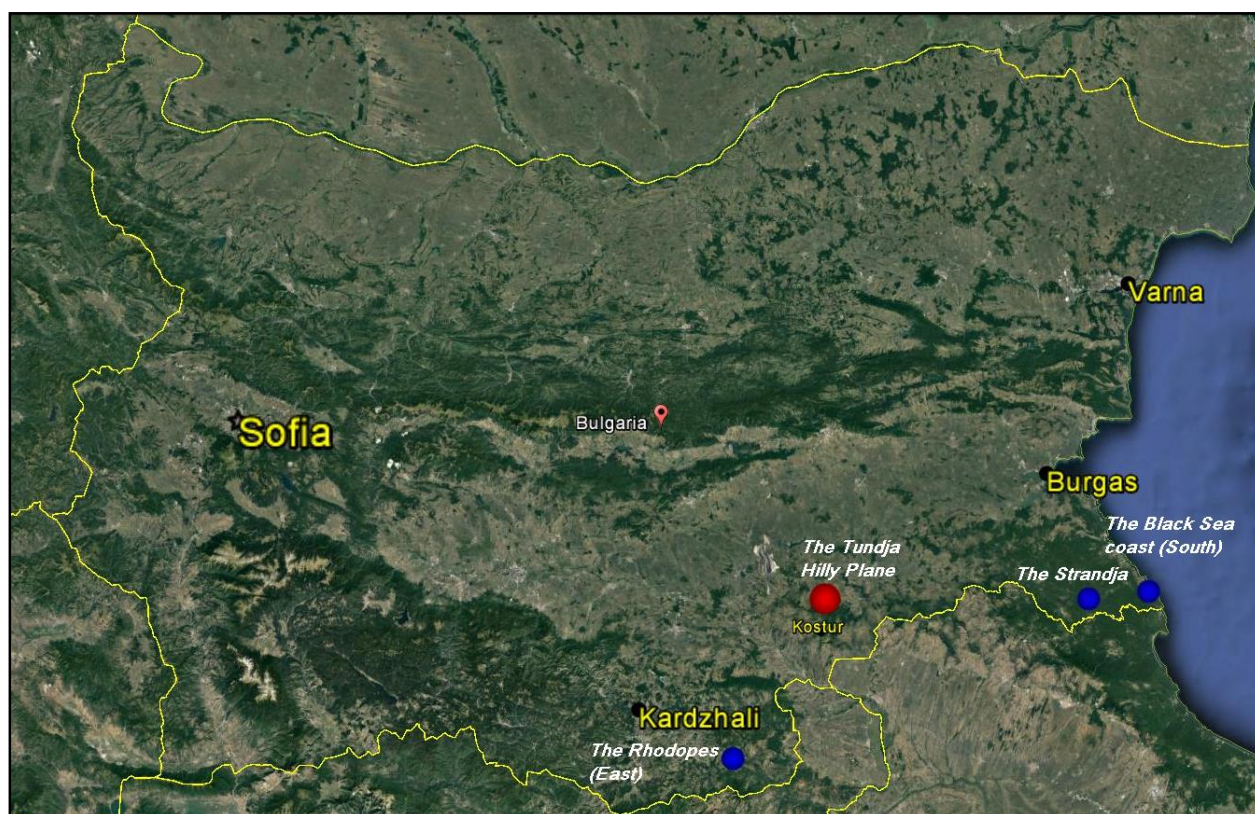 Varna
Sofia
Bulgaria
Burgas
The Black Sea
coast (South)
The Tundja
Hilly Plane
The Strandja
Kostur
Kardzhali
The Rhodopes
(East)